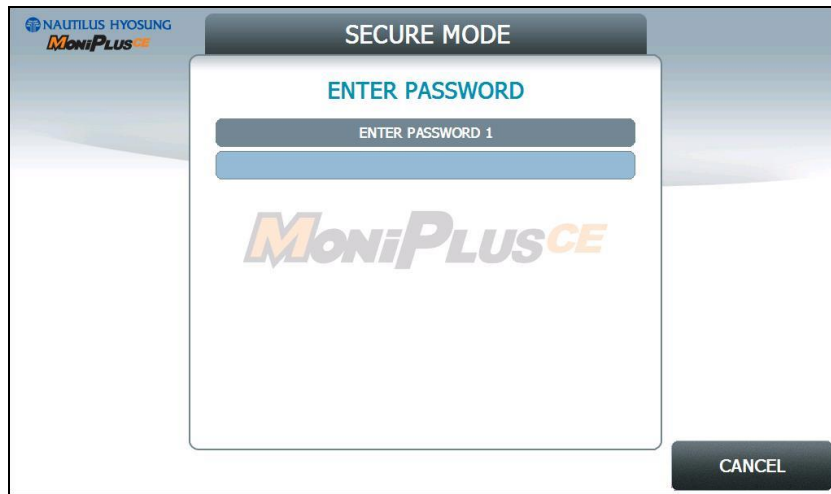 NAUTILUS HYOSUNG
MONiPLUSCE
SECURE MODE
ENTER PASSWORD
ENTER PASSWORD 1
MONiPLUSCE
CANCEL